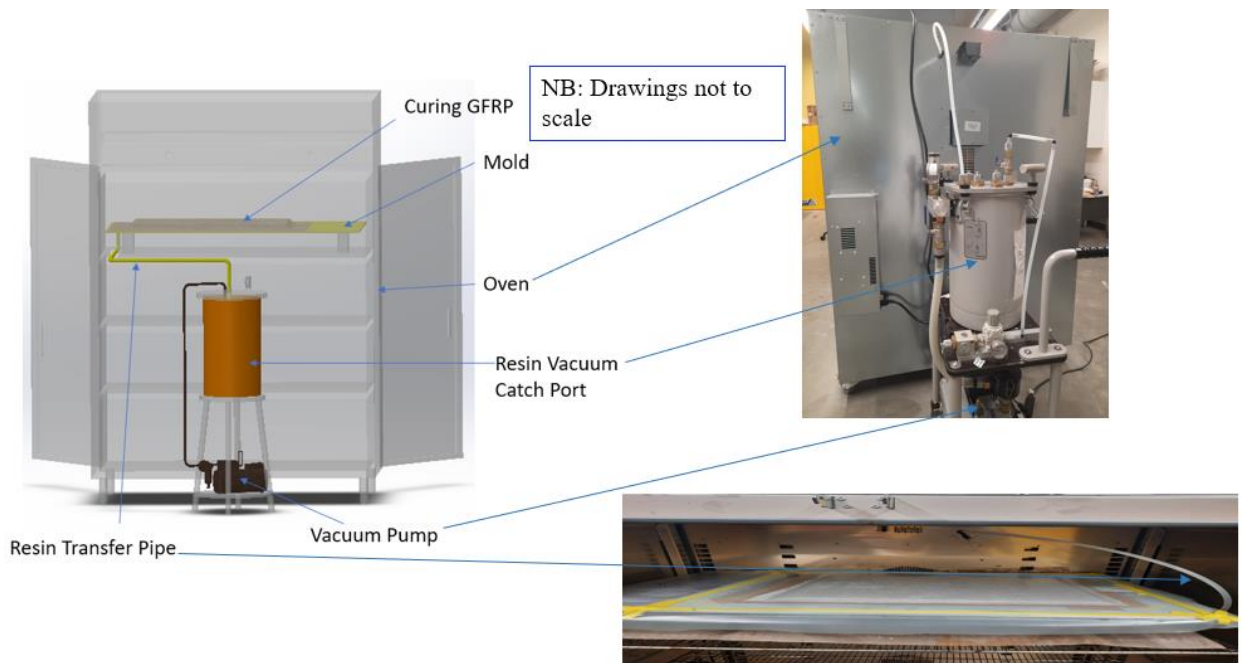 Curing GFRP
NB: Drawings not to
scale
Mold
Oven
Resin Vacuum
Catch Port
Vacuum Pump
Resin Transfer Pipe